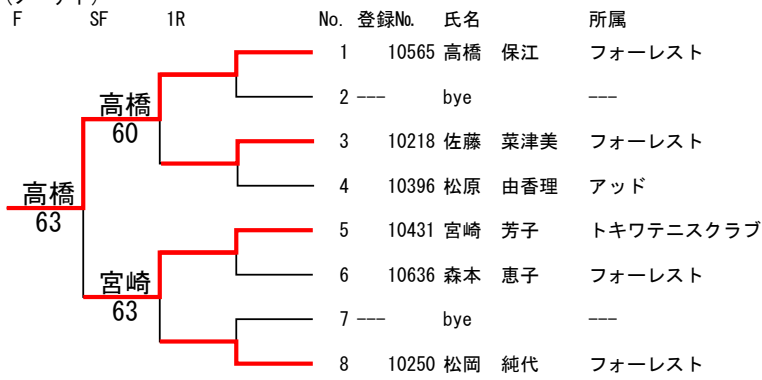 F SF 1R No. 登録No. 氏名 所属
1 10565 高橋 保江 フォーレスト
2 --- bye ---
高橋
60
3 10218 佐藤 菜津美 フォーレスト
4 10396 松原 由香理 アッド
高橋
63
5 10431 宮崎 芳子 トキワテニスクラブ
6 10636 森本 恵子 フォーレスト
宮崎
63
7 --- bye ---
8 10250 松岡 純代 フォーレスト